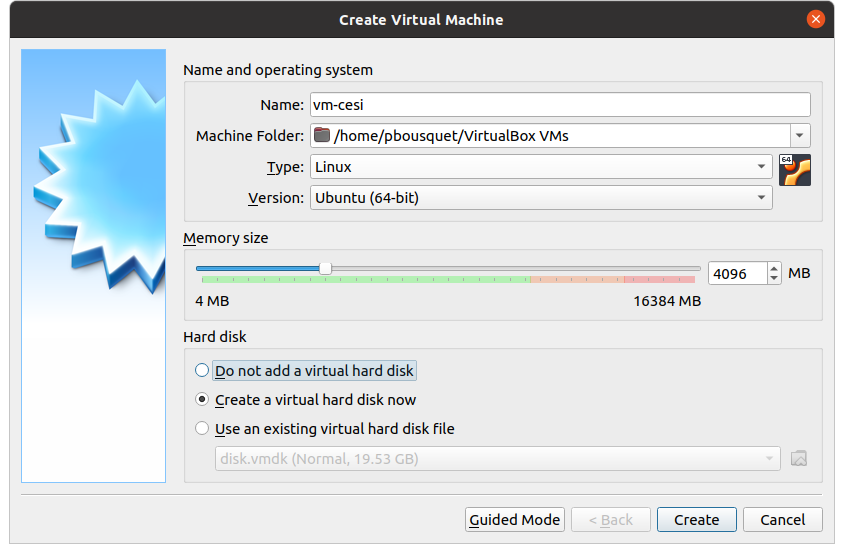 Create Virtual Machine
Name and operating system
Name: vm-cesi
Machine Folder: /home/pbousquet/VirtualBox VMs
Type: Linux
64
Version: Ubuntu (64-bit)
Memory size
4096 MB
4 MB 16384 MB
Hard disk
Do not add a virtual hard disk
Create a virtual hard disk now
Use an existing virtual hard disk file
disk.vmdk (Normal, 19.53 GB)
Guided Mode < Back Create Cancel